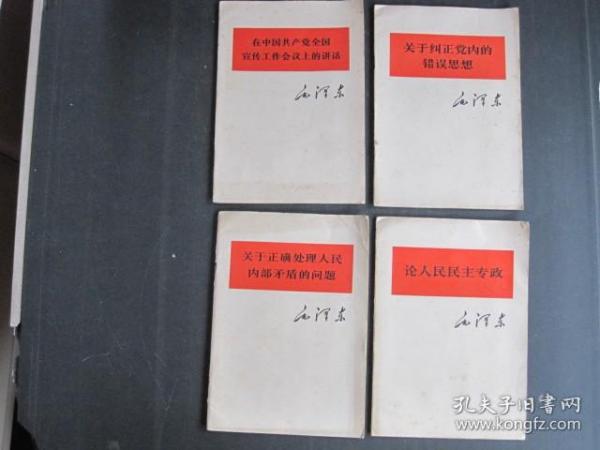 在中国共产党全国
宣传工作会议上的讲话
毛泽东
关于纠正党内的
错误思想
毛泽东
关于正确处理人民
内部矛盾的问题
毛泽东
论人民民主专政
毛泽东
孔夫子旧書网
www.kongfz.com